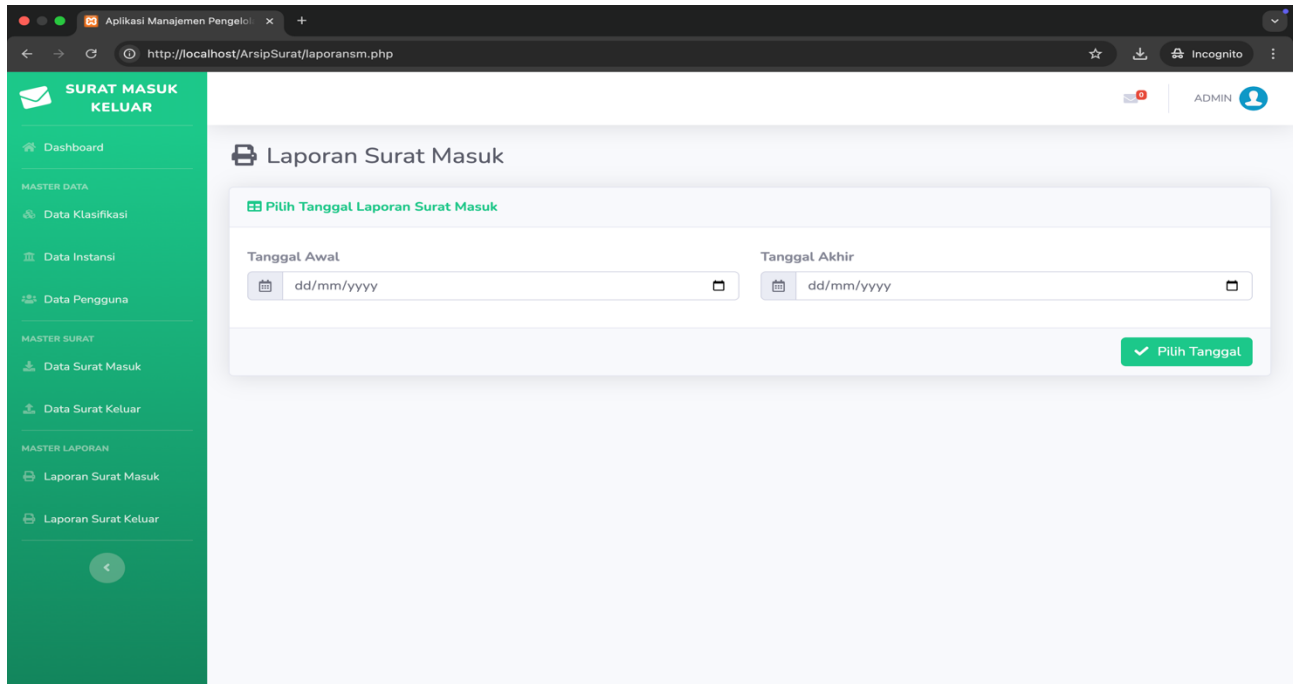 Aplikasi Manajemen Pengelol
http://localhost/ArsipSurat/laporansm.php
Incognito
SURAT MASUK
KELUAR
0
ADMIN
Dashboard
MASTER DATA
Data Klasifikasi
Data Instansi
Data Pengguna
MASTER SURAT
Data Surat Masuk
Data Surat Keluar
MASTER LAPORAN
Laporan Surat Masuk
Laporan Surat Keluar
Laporan Surat Masuk
Pilih Tanggal Laporan Surat Masuk
Tanggal Awal
dd/mm/yyyy
Tanggal Akhir
dd/mm/yyyy
Pilih Tanggal